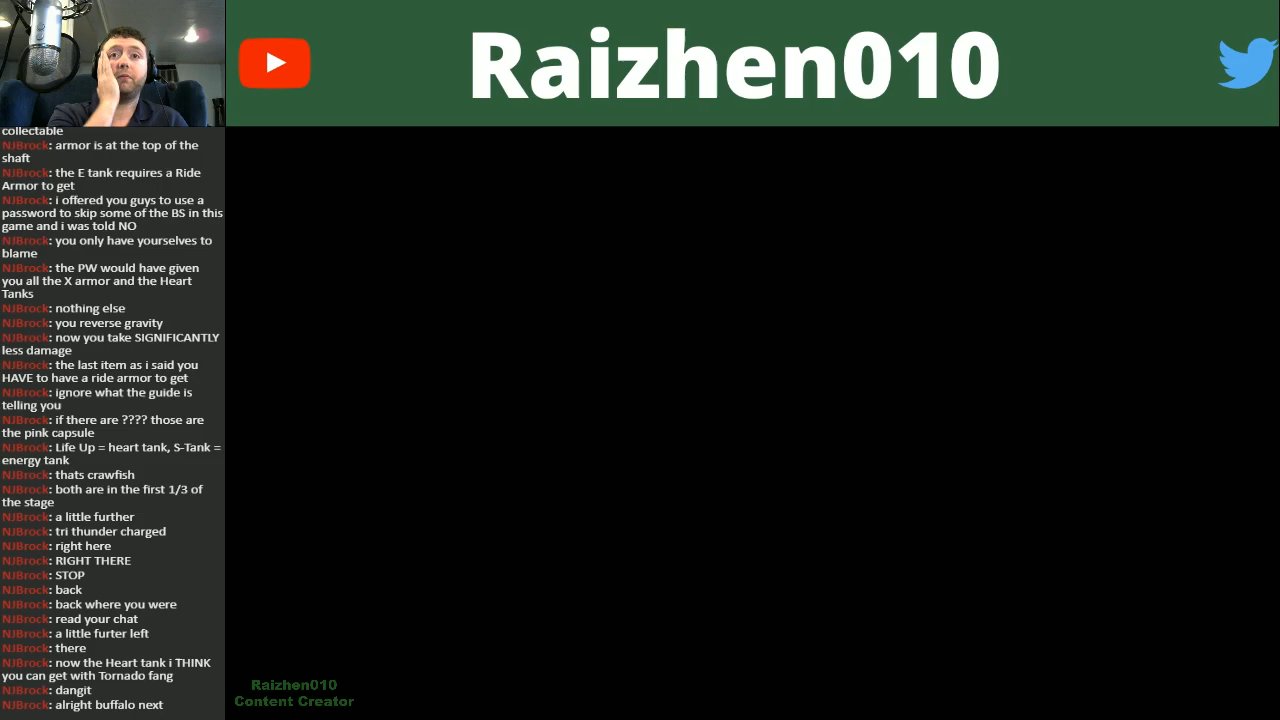 Raizhen010
collectable
NJBrock: armor is at the top of the
shaft
NJBrock: the E tank requires a Ride
Armor to get
NJBrock: i offered you guys to use a
password to skip some of the BS in this
game and i was told NO
NJBrock: you only have yourselves to
blame
NJBrock: the PW would have given
you all the X armor and the Heart
Tanks
NJBrock: nothing else
NJBrock: you reverse gravity
NJBrock: now you take SIGNIFICANTLY
less damage
NJBrock: the last item as i said you
HAVE to have a ride armor to get
NJBrock: ignore what the guide is
telling you
NJBrock: if there are ???? those are
the pink capsule
NJBrock: Life Up = heart tank, S-Tank =
energy tank
NJBrock: thats crawfish
NJBrock: both are in the first 1/3 of
the stage
NJBrock: a little further
NJBrock: tri thunder charged
NJBrock: right here
NJBrock: RIGHT THERE
NJBrock: STOP
NJBrock: back
NJBrock: back where you were
NJBrock: read your chat
NJBrock: a little furter left
NJBrock: there
NJBrock: now the Heart tank i THINK
you can get with Tornado fang
NJBrock: dangit
NJBrock: alright buffalo next
Raizhen010
Content Creator